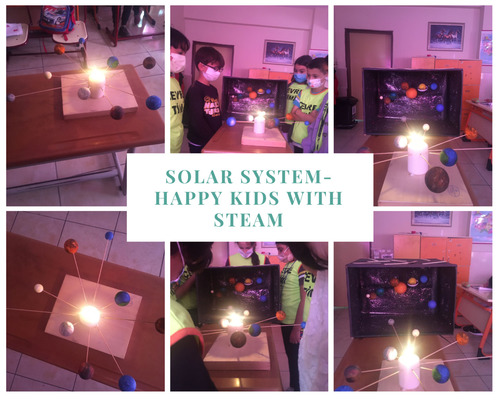 SOLAR SYSTEM-
HAPPY KIDS WITH
STEAM